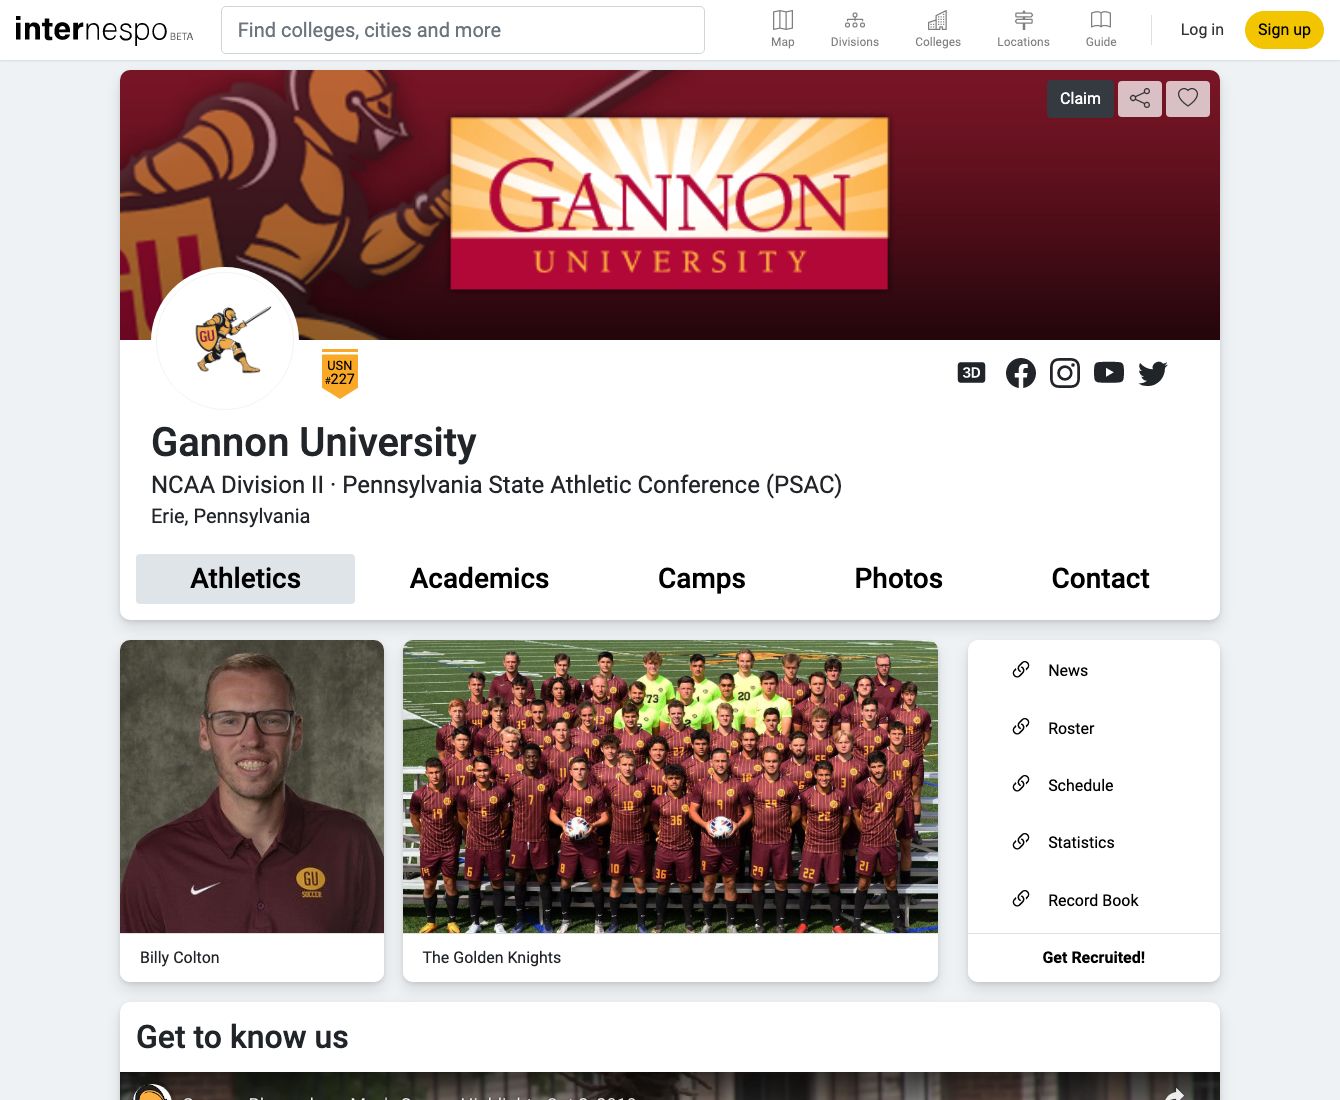 internespo BETA
Find colleges, cities and more
Map
Divisions
Colleges
Locations
Guide
Log in
Sign up
Claim
GANNON
UNIVERSITY
GU
GU
USN
#227
3D
Gannon University
NCAA Division II · Pennsylvania State Athletic Conference (PSAC)
Erie, Pennsylvania
Athletics
Academics
Camps
Photos
Contact
GU
SOCCER
Billy Colton
The Golden Knights
News
Roster
Schedule
Statistics
Record Book
Get Recruited!
Get to know us